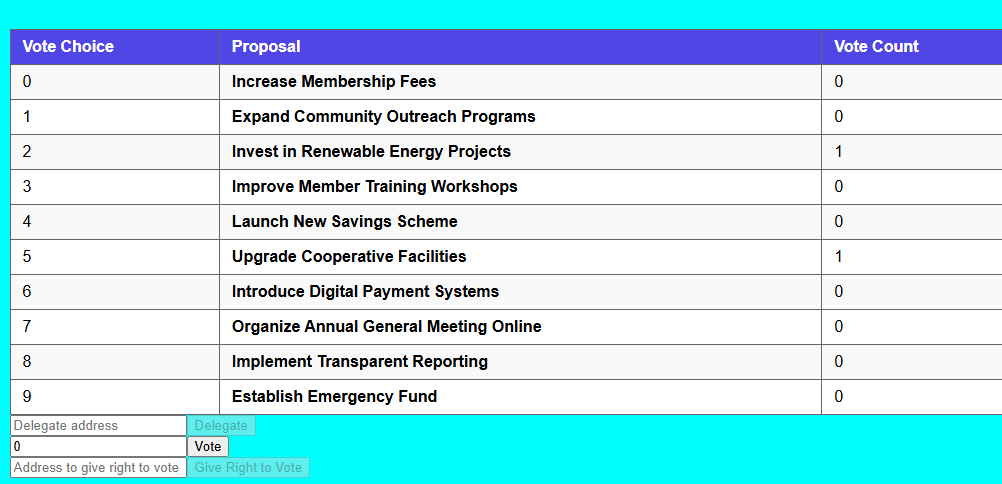 Vote Choice Proposal Vote Count
0 Increase Membership Fees 0
1 Expand Community Outreach Programs 0
2 Invest in Renewable Energy Projects 1
3 Improve Member Training Workshops 0
4 Launch New Savings Scheme 0
5 Upgrade Cooperative Facilities 1
6 Introduce Digital Payment Systems 0
7 Organize Annual General Meeting Online 0
8 Implement Transparent Reporting 0
9 Establish Emergency Fund 0
Delegate address Delegate
0 Vote
Address to give right to vote Give Right to Vote